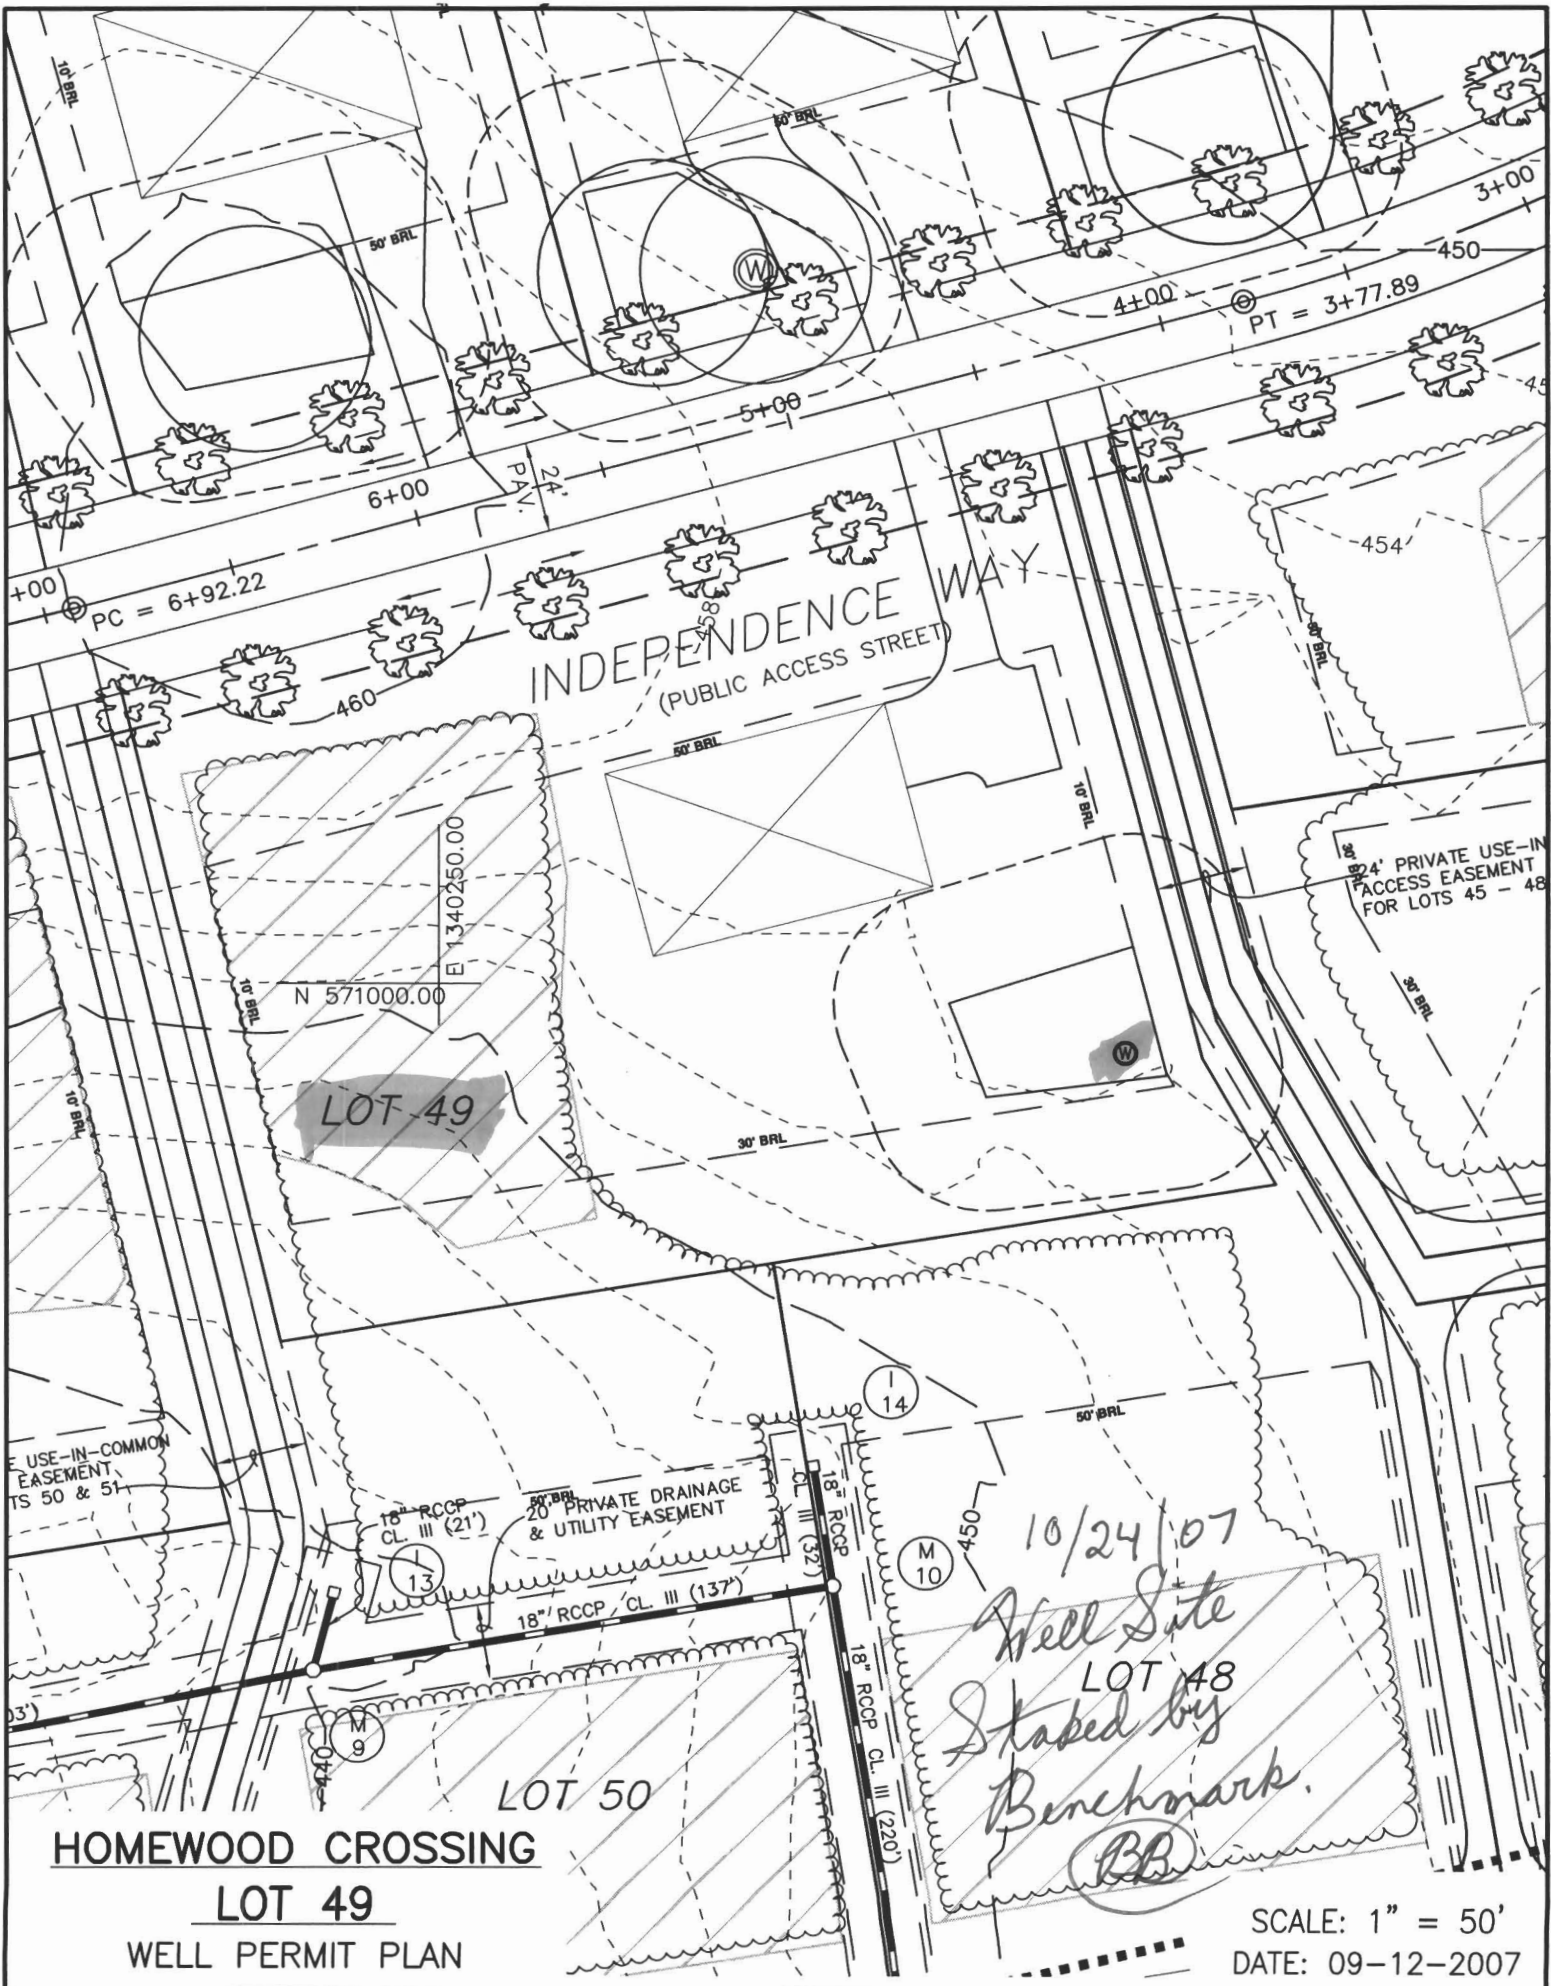 10' BRL
50' BRL
50' BRL
W
3+00
450
4+00
PT = 3+77.89
5+00
24'
PAV.
6+00
+00
PC = 6+92.22
454
INDEPENDENCE WAY
(PUBLIC ACCESS STREET)
458
460
50' BRL
30' BRL
10' BRL
E 1340250.00
N 571000.00
30' BRL
24' PRIVATE USE-IN
ACCESS EASEMENT
FOR LOTS 45 - 48
10' BRL
30' BRL
W
10' BRL
LOT 49
30' BRL
I
14
50' BRL
E USE-IN-COMMON
EASEMENT
TS 50 & 51
18" RCCP
CL. III (21')
50' BRL
20' PRIVATE DRAINAGE
& UTILITY EASEMENT
18" RCCP
CL III (32')
450
10/24/07
I
13
M
10
18" RCCP CL. III (137')
Well Site
LOT 48
Staked by
Benchmark.
BB
18" RCCP CL. III (220')
03')
M
9
440
LOT 50
HOMEWOOD CROSSING
LOT 49
WELL PERMIT PLAN
SCALE: 1" = 50'
DATE: 09-12-2007